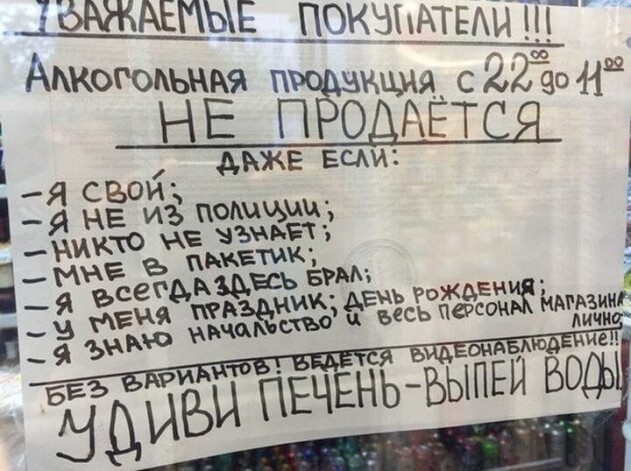 УВАЖАЕМЫЕ ПОКУПАТЕЛИ!!!
АЛКОГОЛЬНАЯ ПРОДУКЦИЯ С 22⁰⁰ ДО 11⁰⁰
НЕ ПРОДАЁТСЯ
ДАЖЕ ЕСЛИ:
– Я СВОЙ;
– Я НЕ ИЗ ПОЛИЦИИ;
– НИКТО НЕ УЗНАЕТ;
– МНЕ В ПАКЕТИК;
– Я ВСЕГДА ЗДЕСЬ БРАЛ;
– У МЕНЯ ПРАЗДНИК; ДЕНЬ РОЖДЕНИЯ;
– Я ЗНАЮ НАЧАЛЬСТВО И ВЕСЬ ПЕРСОНАЛ МАГАЗИНА
ЛИЧНО;
БЕЗ ВАРИАНТОВ! ВЕДЁТСЯ ВИДЕОНАБЛЮДЕНИЕ!!
УДИВИ ПЕЧЕНЬ – ВЫПЕЙ ВОДЫ